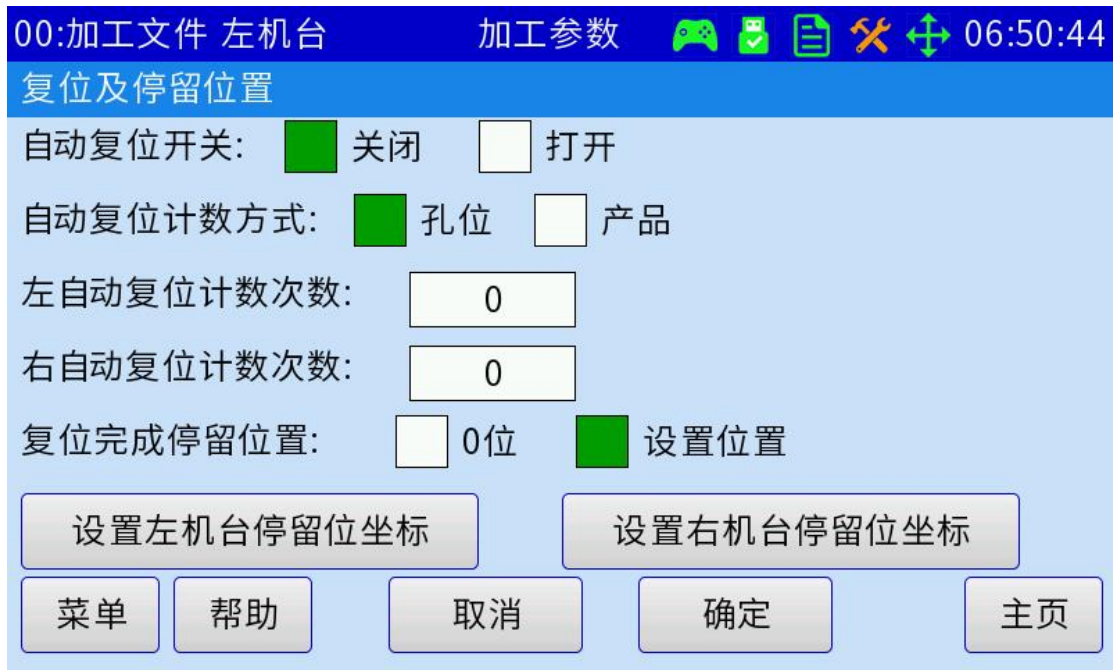 00:加工文件 左机台 加工参数 06:50:44
复位及停留位置
自动复位开关: 关闭 打开
自动复位计数方式: 孔位 产品
左自动复位计数次数: 0
右自动复位计数次数: 0
复位完成停留位置: 0位 设置位置
设置左机台停留位坐标 设置右机台停留位坐标
菜单 帮助 取消 确定 主页